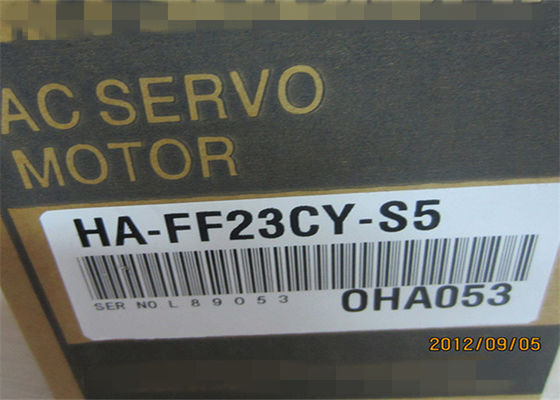 AC SERVO
MOTOR
HA-FF23CY-S5
SER NO L 8 9 0 5 3
OHA053
2012/09/05